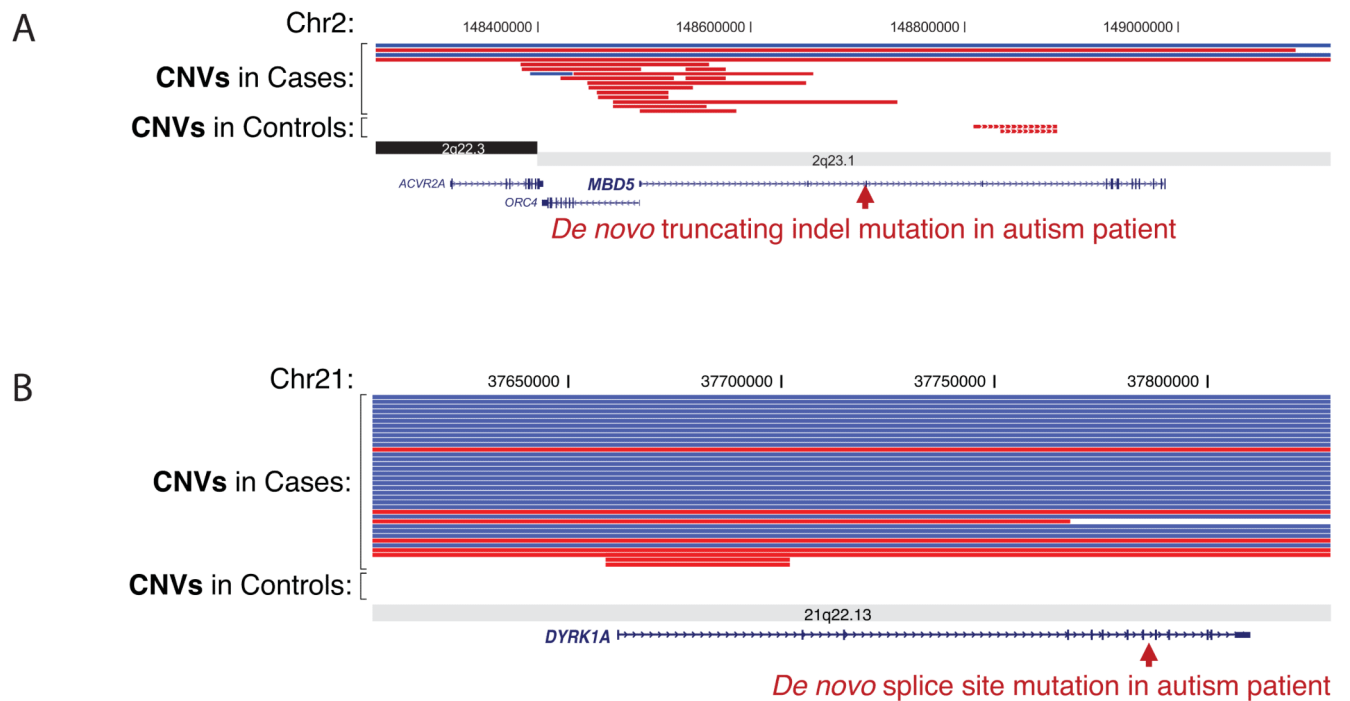 A
Chr2: 148400000 148600000 148800000 149000000
CNVs in Cases:
CNVs in Controls:
2q22.3
2q23.1
ACVR2A MBD5
ORC4
De novo truncating indel mutation in autism patient
B
Chr21: 37650000 37700000 37750000 37800000
CNVs in Cases:
CNVs in Controls:
21q22.13
DYRK1A
De novo splice site mutation in autism patient